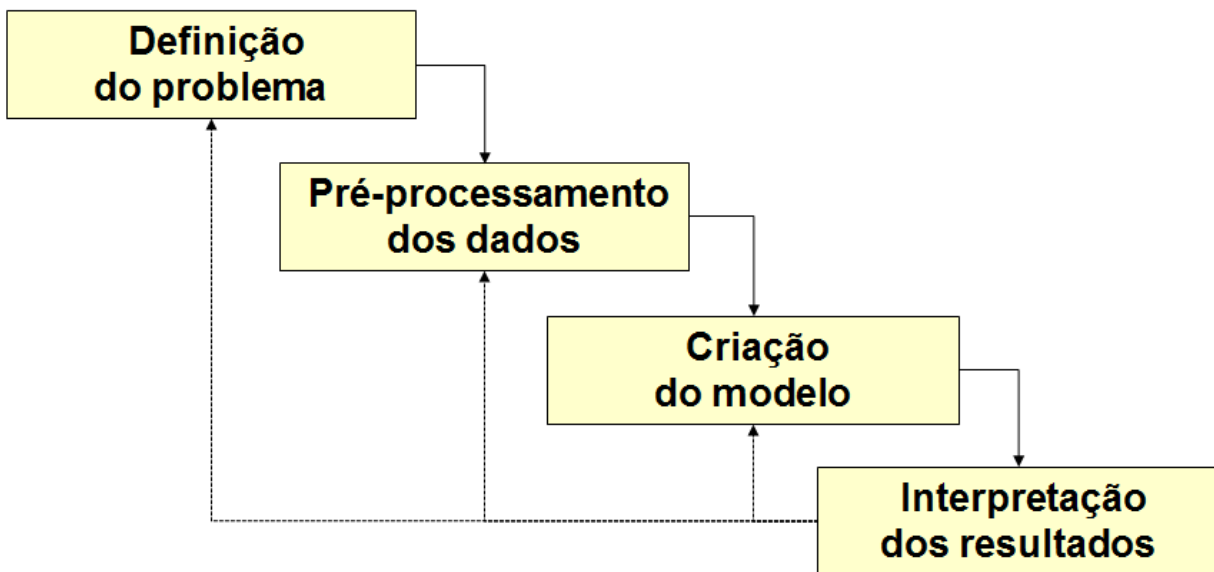 Definição
do problema
Pré-processamento
dos dados
Criação
do modelo
Interpretação
dos resultados